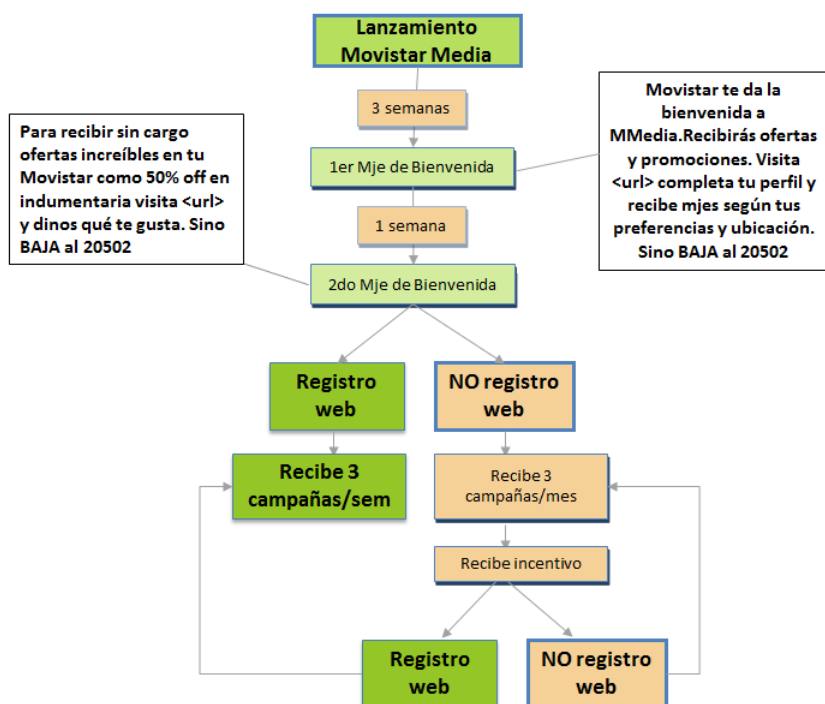 Lanzamiento
Movistar Media
3 semanas
Movistar te da la
bienvenida a
MMedia.Recibirás ofertas
y promociones. Visita
<url> completa tu perfil y
recibe mjes según tus
preferencias y ubicación.
Sino BAJA al 20502
Para recibir sin cargo
ofertas increíbles en tu
Movistar como 50% off en
indumentaria visita <url>
y dinos qué te gusta. Sino
BAJA al 20502
1er Mje de Bienvenida
1 semana
2do Mje de Bienvenida
Registro
web
NO registro
web
Recibe 3
campañas/sem
Recibe 3
campañas/mes
Recibe incentivo
Registro
web
NO registro
web